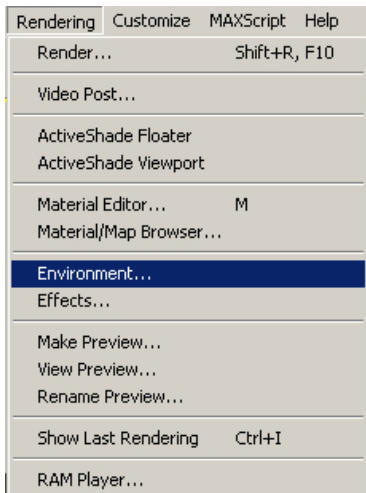 Rendering Customize MAXScript Help
Render... Shift+R, F10
Video Post...
ActiveShade Floater
ActiveShade Viewport
Material Editor... M
Material/Map Browser...
Environment...
Effects...
Make Preview...
View Preview...
Rename Preview...
Show Last Rendering Ctrl+I
RAM Player...